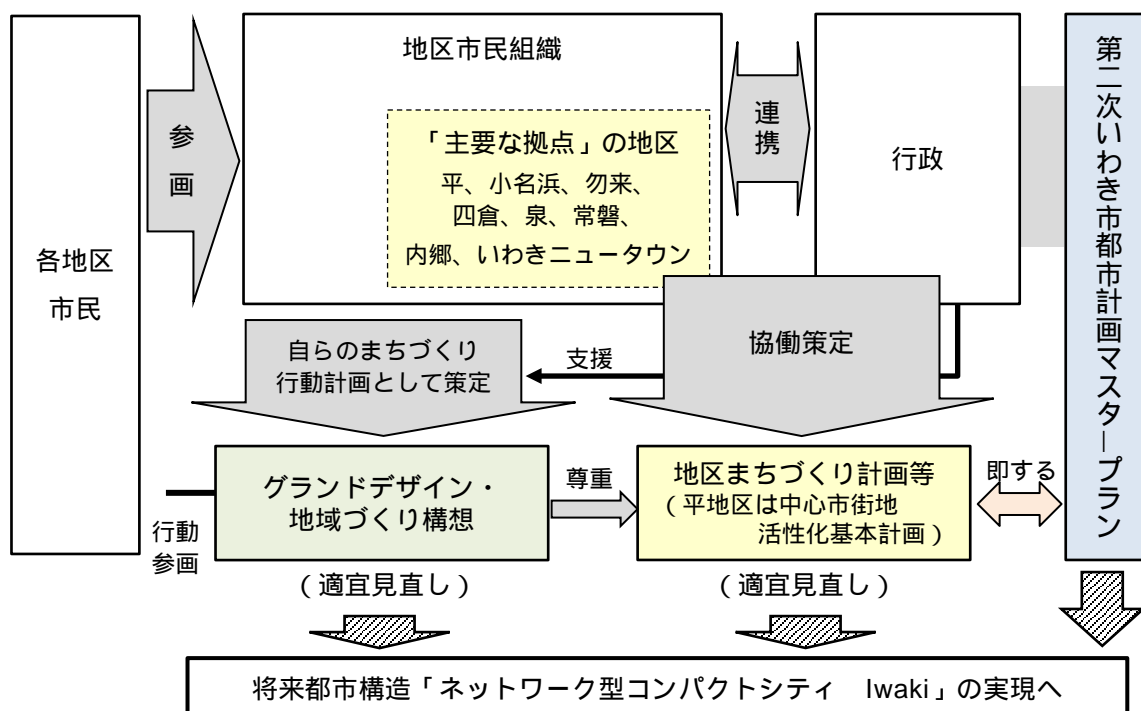 各地区
市民
参
画
地区市民組織
「主要な拠点」の地区
平、小名浜、勿来、
四倉、泉、常磐、
内郷、いわきニュータウン
連
携
行政
第二次いわき市都市計画マスタープラン
自らのまちづくり
行動計画として策定
支援
協働策定
グランドデザイン・
地域づくり構想
行動
参画
尊重
地区まちづくり計画等
(平地区は中心市街地
活性化基本計画)
即する
(適宜見直し)
(適宜見直し)
将来都市構造「ネットワーク型コンパクトシティ　Iwaki」の実現へ